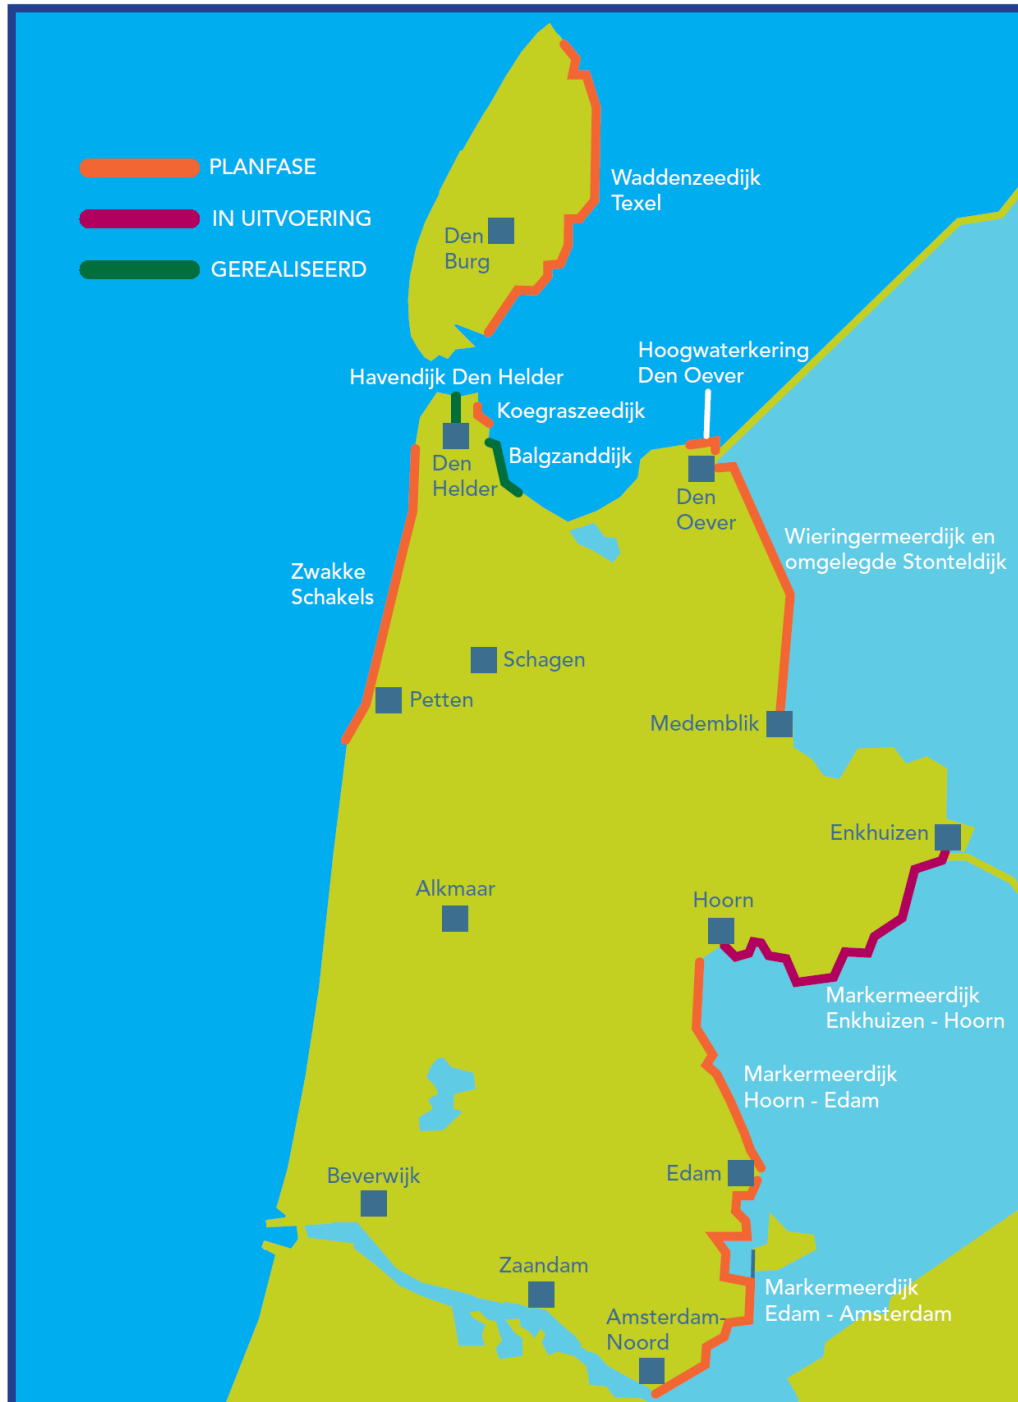 PLANFASE
IN UITVOERING
GEREALISEERD
Waddenzeedijk
Texel
Den
Burg
Hoogwaterkering
Den Oever
Havendijk Den Helder
Koegraszeedijk
Balgzanddijk
Den
Helder
Den
Oever
Wieringermeerdijk en
omgelegde Stonteldijk
Zwakke
Schakels
Schagen
Petten
Medemblik
Enkhuizen
Alkmaar
Hoorn
Markermeerdijk
Enkhuizen - Hoorn
Markermeerdijk
Hoorn - Edam
Edam
Beverwijk
Zaandam
Markermeerdijk
Edam - Amsterdam
Amsterdam-
Noord